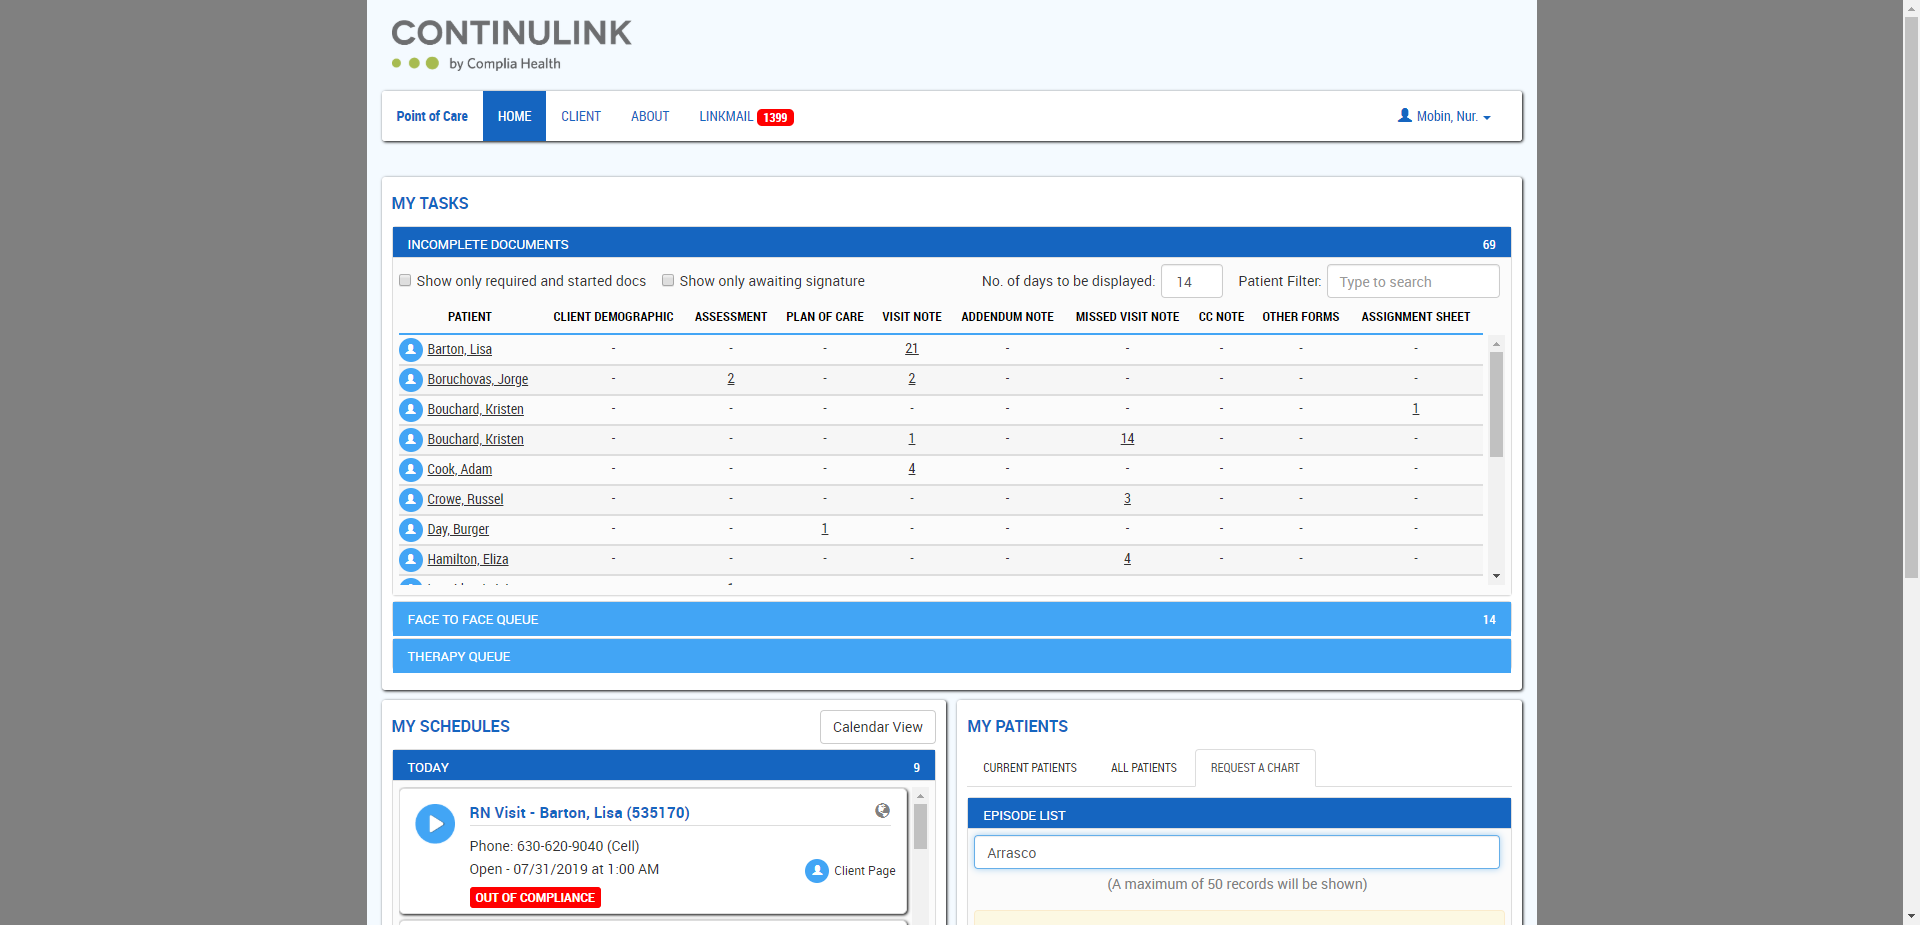 CONTINULINK
by Complia Health
Point of Care HOME CLIENT ABOUT LINKMAIL 1399 Mobin, Nur.
MY TASKS
INCOMPLETE DOCUMENTS 69
Show only required and started docs Show only awaiting signature No. of days to be displayed: 14 Patient Filter: Type to search
PATIENT CLIENT DEMOGRAPHIC ASSESSMENT PLAN OF CARE VISIT NOTE ADDENDUM NOTE MISSED VISIT NOTE CC NOTE OTHER FORMS ASSIGNMENT SHEET
Barton, Lisa - - - 21 - - - - -
Boruchovas, Jorge - 2 - 2 - - - - -
Bouchard, Kristen - - - - - - - - 1
Bouchard, Kristen - - - 1 - 14 - - -
Cook, Adam - - - 4 - - - - -
Crowe, Russel - - - - - 3 - - -
Day, Burger - - 1 - - - - - -
Hamilton, Eliza - - - - - 4 - - -
FACE TO FACE QUEUE 14
THERAPY QUEUE
MY SCHEDULES Calendar View
TODAY 9
RN Visit - Barton, Lisa (535170)
Phone: 630-620-9040 (Cell)
Open - 07/31/2019 at 1:00 AM
Client Page
OUT OF COMPLIANCE
MY PATIENTS
CURRENT PATIENTS ALL PATIENTS REQUEST A CHART
EPISODE LIST
Arrasco
(A maximum of 50 records will be shown)